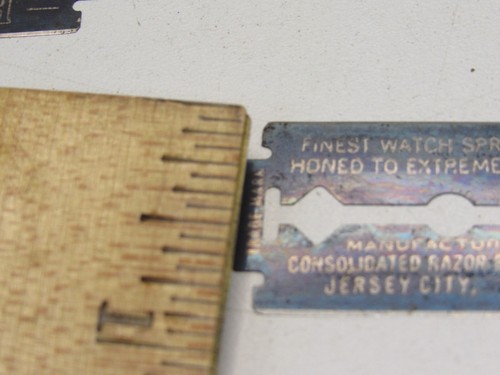 FINEST WATCH SPR
HONED TO EXTREME
MANUFACTUR
CONSOLIDATED RAZOR B
JERSEY CITY,
1